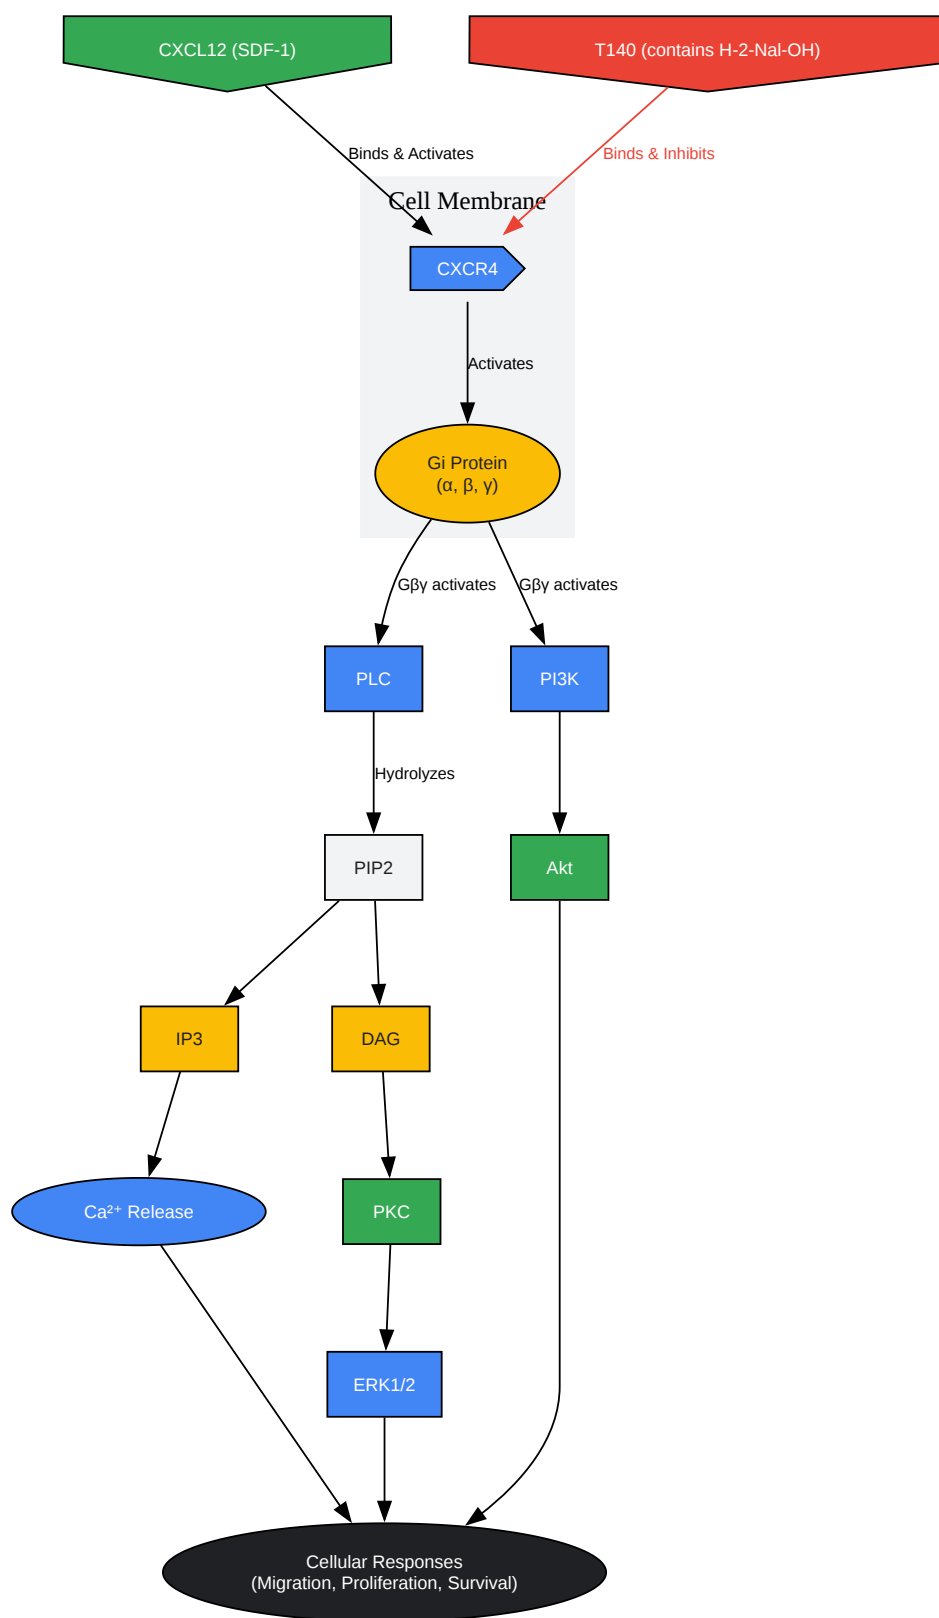 CXCL12 (SDF-1)
T140 (contains H-2-Nal-OH)
Binds & Activates
Binds & Inhibits
Cell Membrane
CXCR4
Activates
Gi Protein
(α, β, γ)
Gβγ activates
Gβγ activates
PLC
PI3K
Hydrolyzes
PIP2
Akt
IP3
DAG
Ca²⁺ Release
PKC
ERK1/2
Cellular Responses
(Migration, Proliferation, Survival)